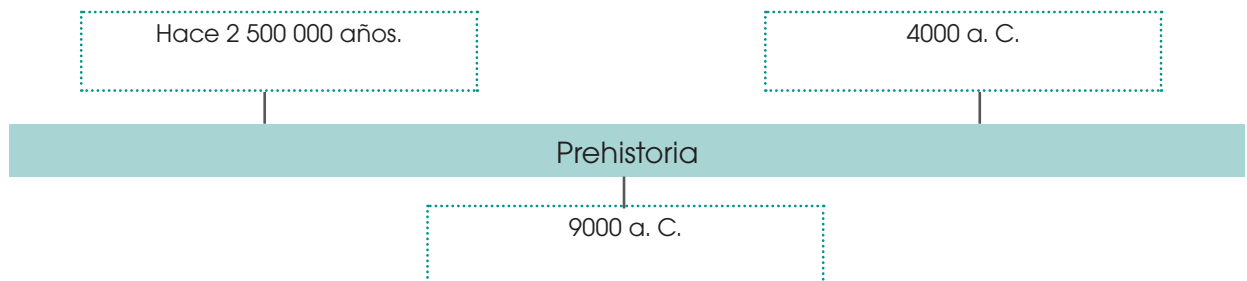 Hace 2 500 000 años.
4000 a. C.
Prehistoria
9000 a. C.